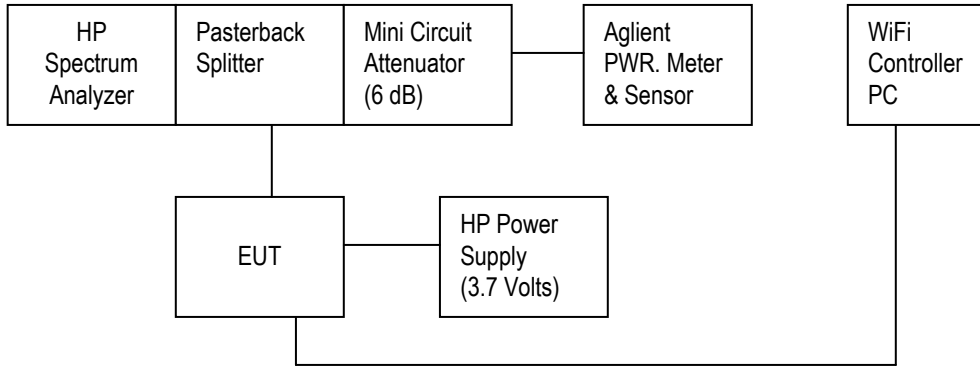 HP
Spectrum
Analyzer
Pasterback
Splitter
Mini Circuit
Attenuator
(6 dB)
Aglient
PWR. Meter
& Sensor
WiFi
Controller
PC
EUT
HP Power
Supply
(3.7 Volts)